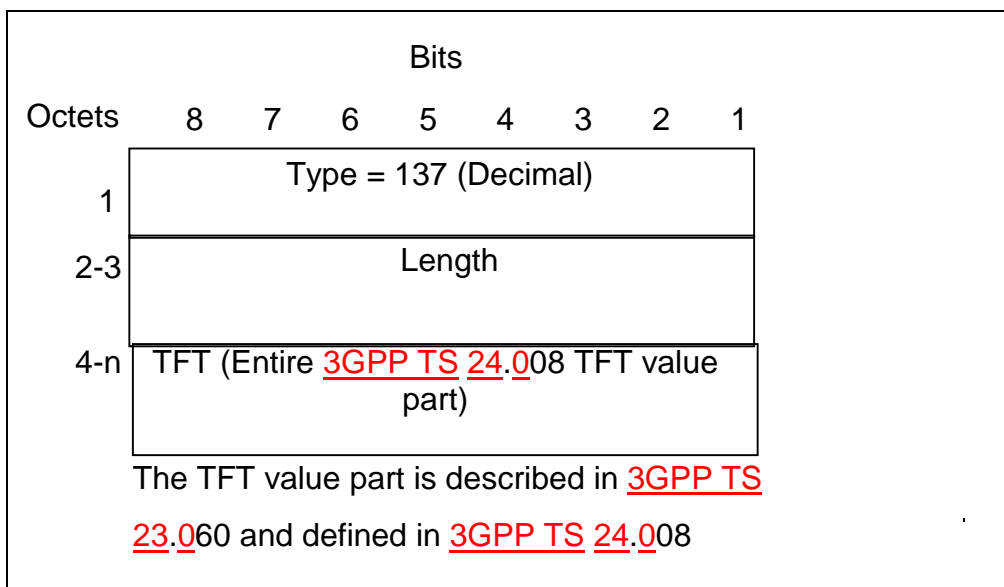 Bits
Octets 8 7 6 5 4 3 2 1
1 Type = 137 (Decimal)
2-3 Length
4-n TFT (Entire 3GPP TS 24.008 TFT value
part)
The TFT value part is described in 3GPP TS
23.060 and defined in 3GPP TS 24.008